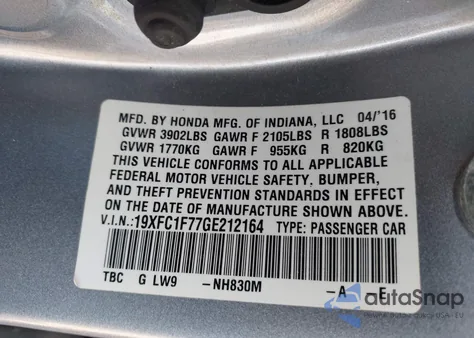 MFD. BY HONDA MFG. OF INDIANA, LLC 04/'16
GVWR 3902LBS GAWR F 2105LBS R 1808LBS
GVWR 1770KG GAWR F 955KG R 820KG
THIS VEHICLE CONFORMS TO ALL APPLICABLE
FEDERAL MOTOR VEHICLE SAFETY, BUMPER,
AND THEFT PREVENTION STANDARDS IN EFFECT
ON THE DATE OF MANUFACTURE SHOWN ABOVE.
V.I.N.: 19XFC1F77GE212164 TYPE: PASSENGER CAR
TBC G LW9 -NH830M -A E
autoSnap